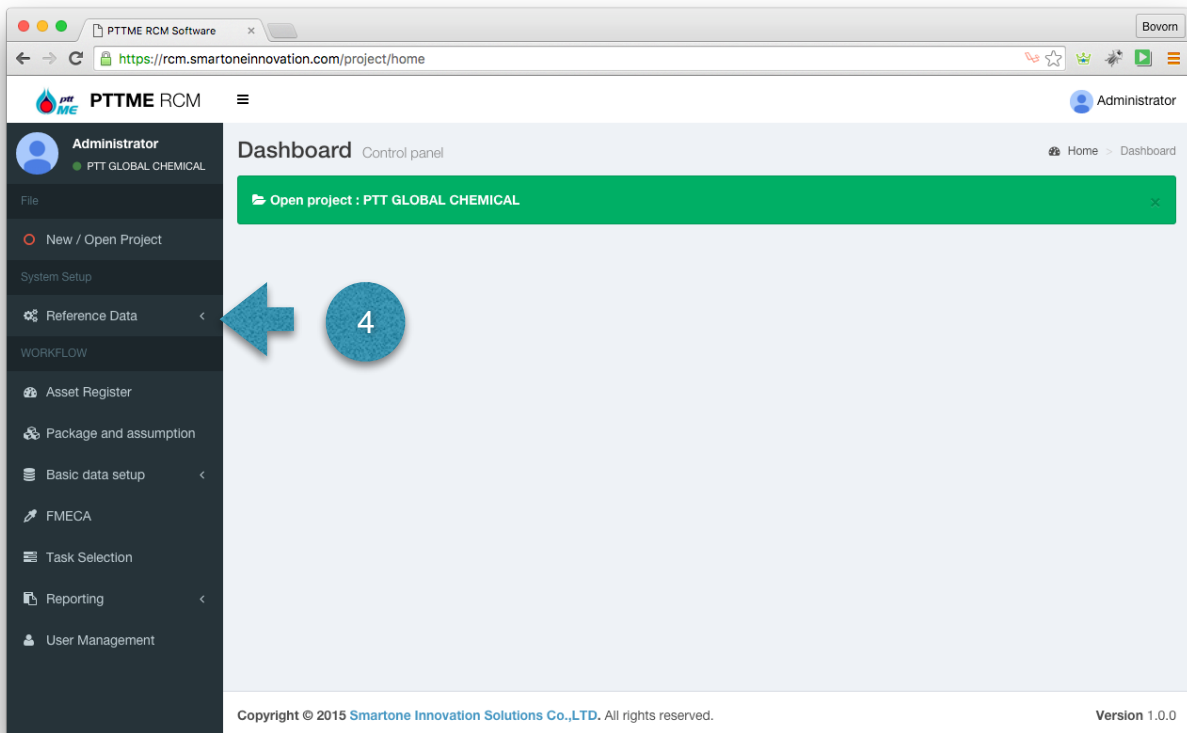 PTTME RCM Software
Bovorn
https://rcm.smartoneinnovation.com/project/home
ptt ME PTTME RCM
Administrator
Administrator
PTT GLOBAL CHEMICAL
File
New / Open Project
System Setup
Reference Data
WORKFLOW
Asset Register
Package and assumption
Basic data setup
FMECA
Task Selection
Reporting
User Management
Dashboard Control panel
Home > Dashboard
Open project : PTT GLOBAL CHEMICAL
4
Copyright © 2015 Smartone Innovation Solutions Co.,LTD. All rights reserved.
Version 1.0.0